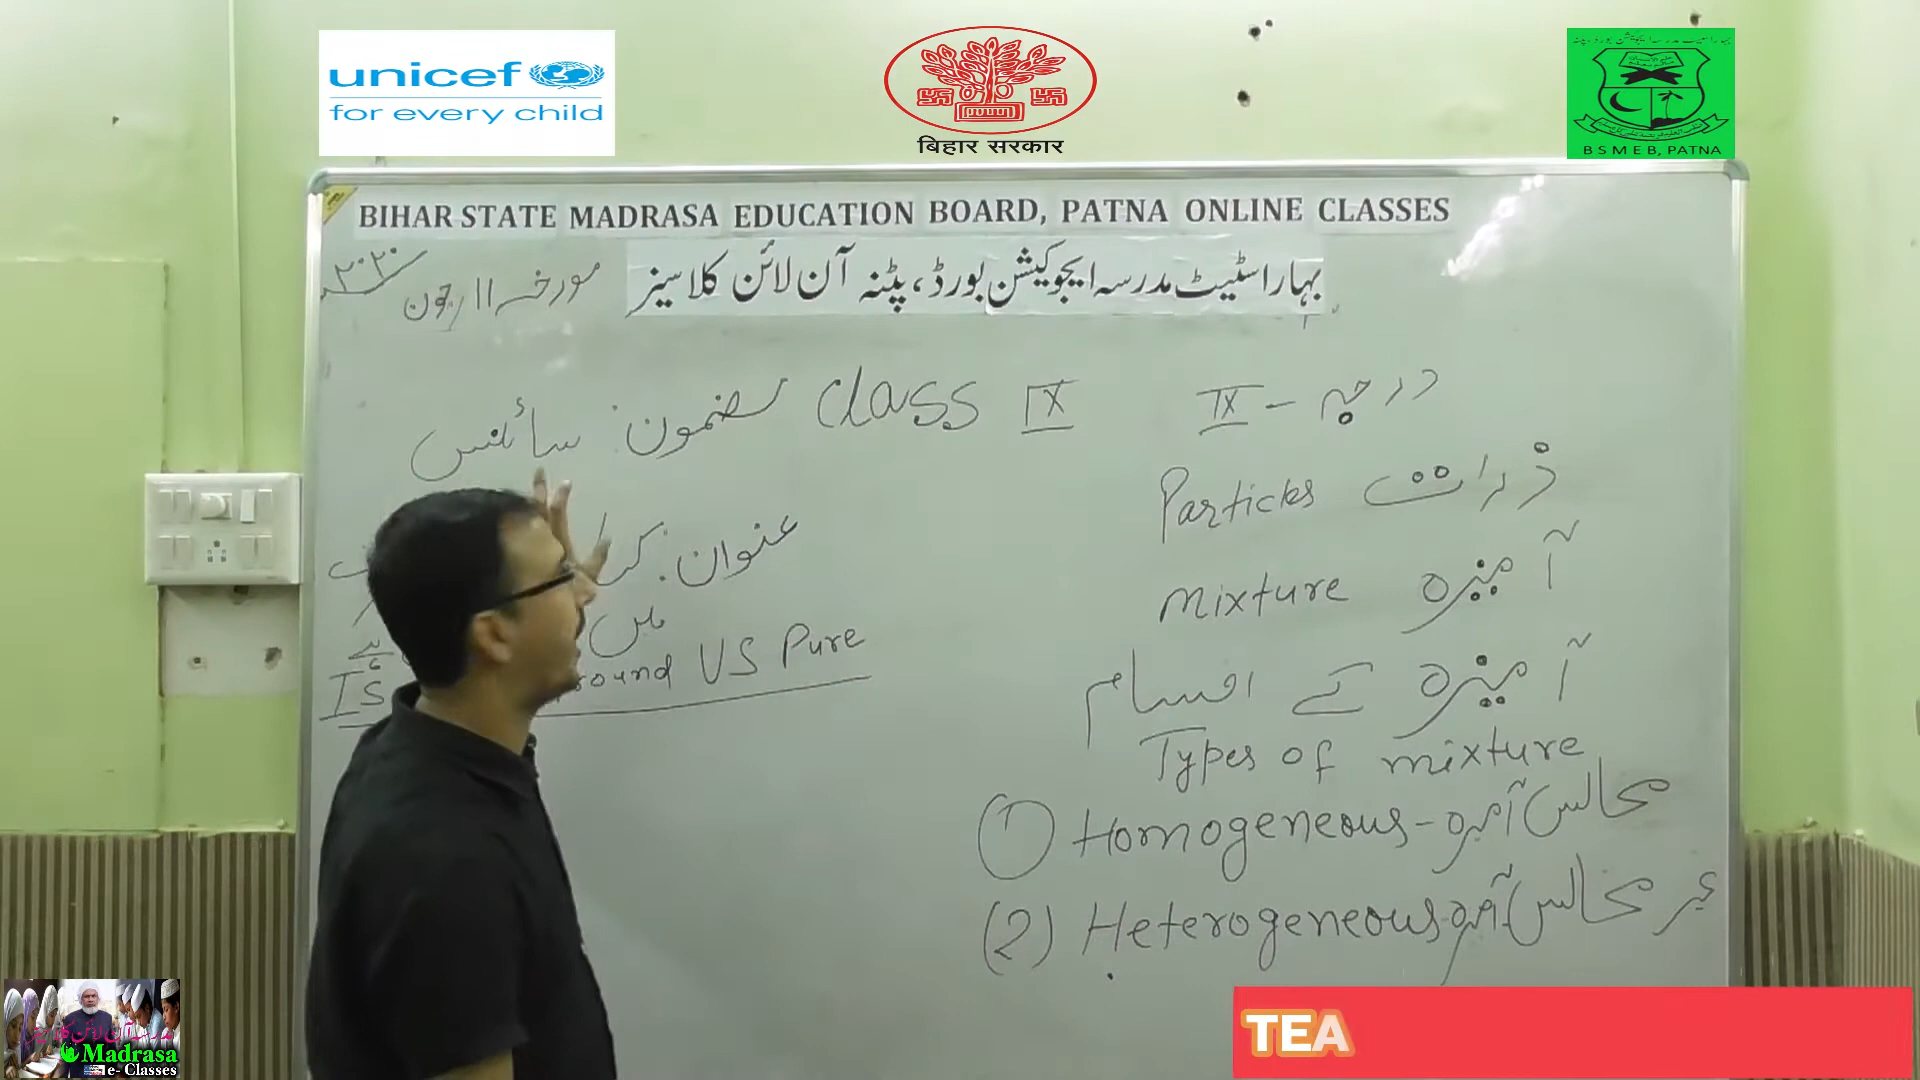 unicef
for every child
बिहार सरकार
B S M E B, PATNA
BIHAR STATE MADRASA EDUCATION BOARD, PATNA ONLINE CLASSES
بہار اسٹیٹ مدرسہ ایجوکیشن بورڈ، پٹنہ آن لائن کلاسیز
مورخہ ۱۱ جون ۲۰۲۰
درجہ - IX
Class IX
مضمون: سائنس
ذرات Particles
عنوان:
آمیزہ mixture
میں
ہے
IS
VS Pure
آمیزہ کے اقسام
Types of mixture
(1) Homogeneous - مجالس آمیزہ
(2) Heterogeneous غیر مجالس آمیزہ
Madrasa
e- Classes
TEA